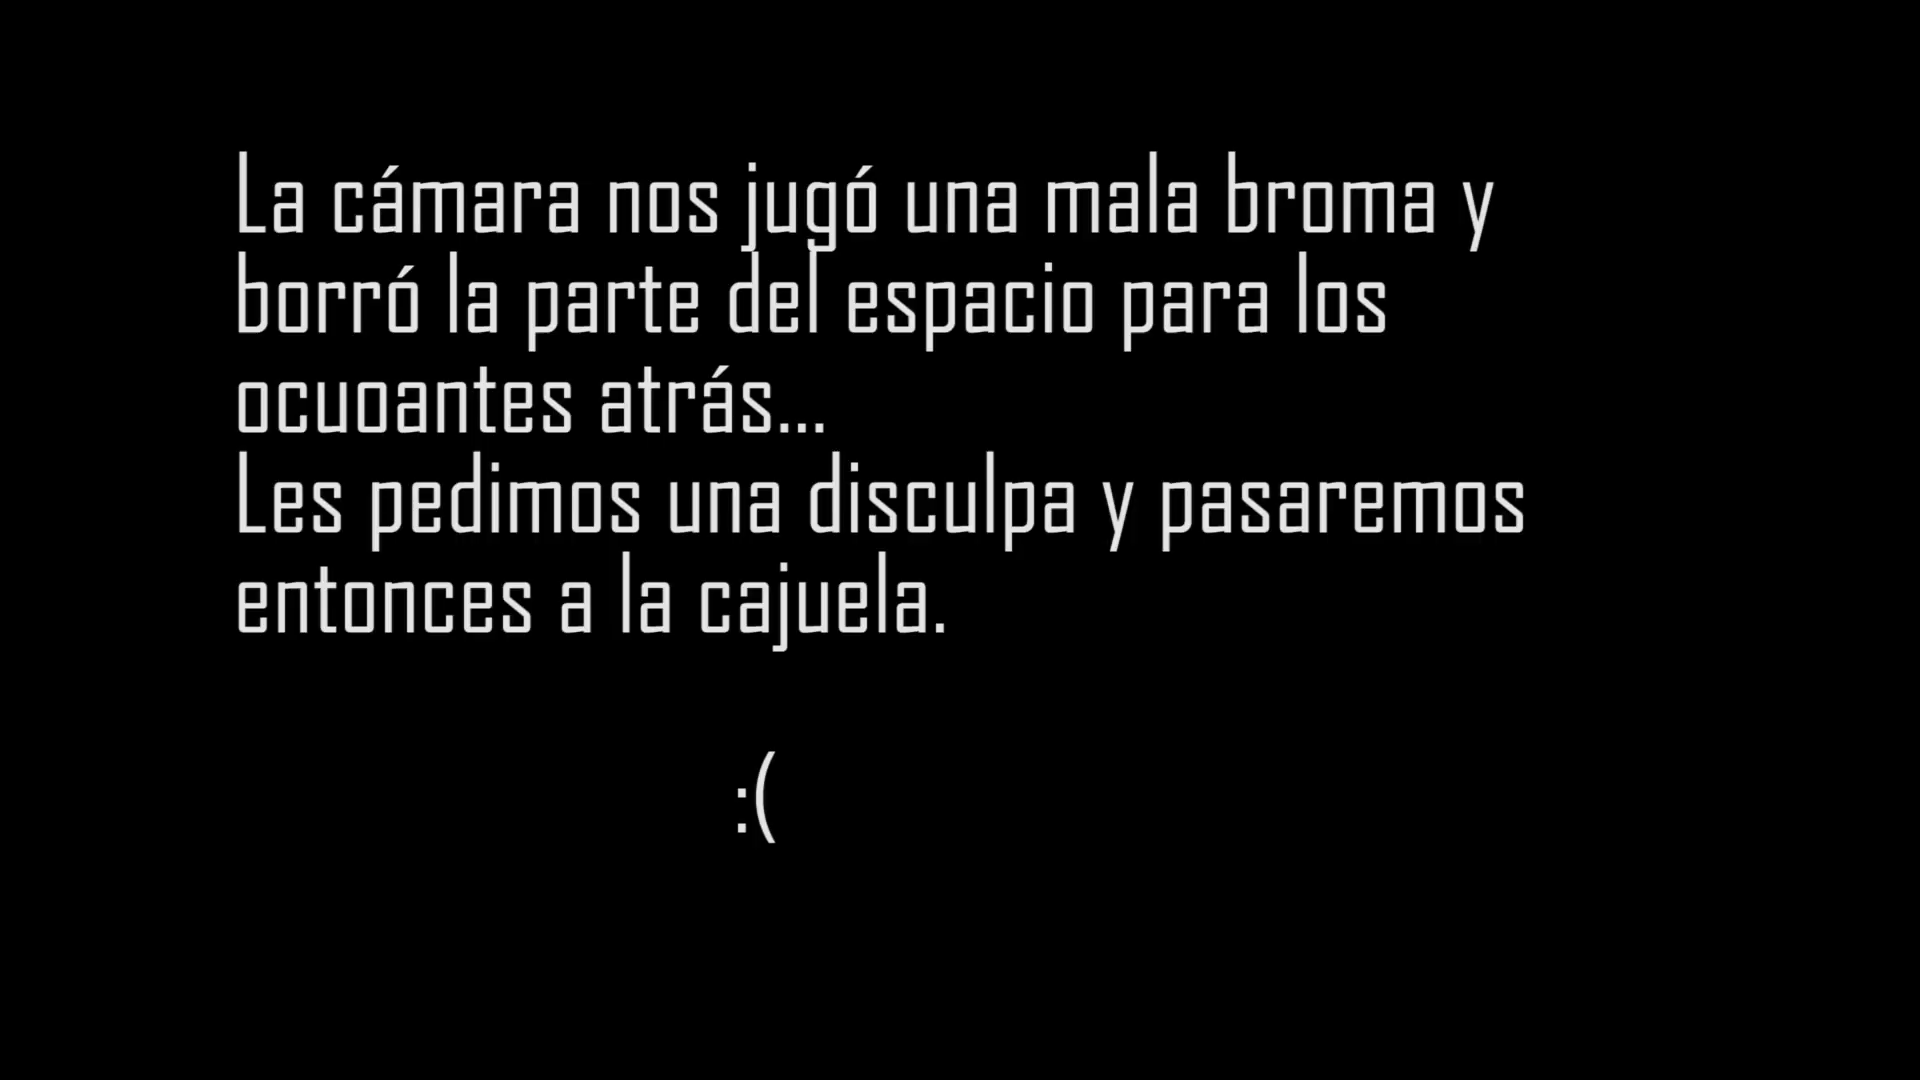 La cámara nos jugó una mala broma y
borró la parte del espacio para los
ocuoantes atrás...
Les pedimos una disculpa y pasaremos
entonces a la cajuela.
:(